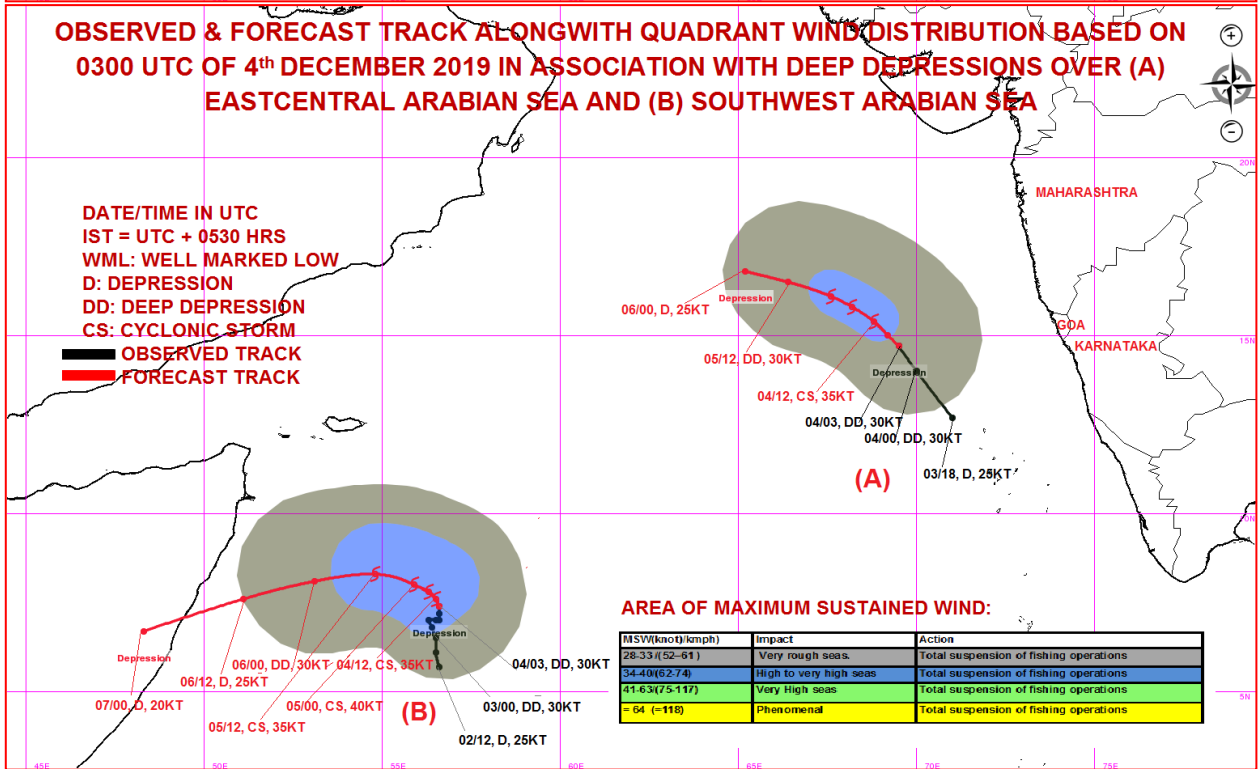 OBSERVED & FORECAST TRACK ALONGWITH QUADRANT WIND DISTRIBUTION BASED ON
0300 UTC OF 4th DECEMBER 2019 IN ASSOCIATION WITH DEEP DEPRESSIONS OVER (A)
EASTCENTRAL ARABIAN SEA AND (B) SOUTHWEST ARABIAN SEA
20N
MAHARASHTRA
DATE/TIME IN UTC
IST = UTC + 0530 HRS
WML: WELL MARKED LOW
D: DEPRESSION
DD: DEEP DEPRESSION
CS: CYCLONIC STORM
OBSERVED TRACK
FORECAST TRACK
Depression
06/00, D, 25KT
GOA
KARNATAKA
15N
05/12, DD, 30KT
Depression
04/12, CS, 35KT
04/03, DD, 30KT
04/00, DD, 30KT
03/18, D, 25KT
(A)
10N
Depression
Depression
06/00, DD, 30KT
04/12, CS, 35KT
04/03, DD, 30KT
06/12, D, 25KT
07/00, D, 20KT
05/00, CS, 40KT
03/00, DD, 30KT
05/12, CS, 35KT
(B)
02/12, D, 25KT
5N
AREA OF MAXIMUM SUSTAINED WIND:
MSW(knot)/kmph) Impact Action
28-33 /(52–61 ) Very rough seas. Total suspension of fishing operations
34-40/(62-74) High to very high seas Total suspension of fishing operations
41-63/(75-117) Very High seas Total suspension of fishing operations
= 64 (=118) Phenomenal Total suspension of fishing operations
45E 50E 55E 60E 65E 70E 75E